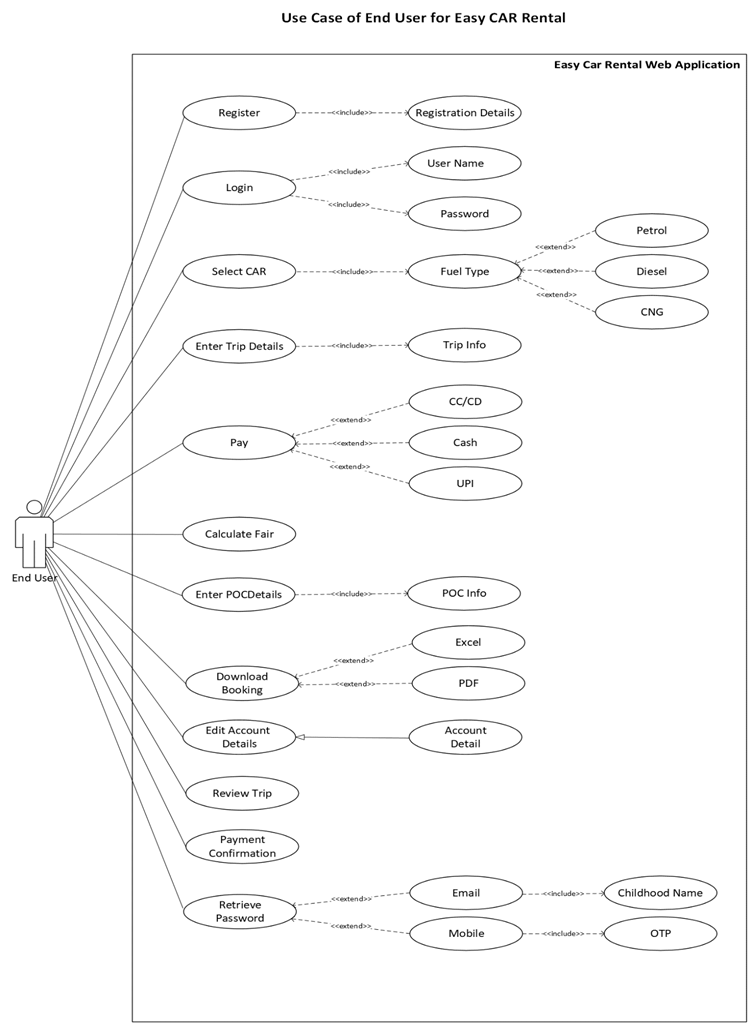 Use Case of End User for Easy CAR Rental
Easy Car Rental Web Application
Register
<<include>>
Registration Details
Login
<<include>>
User Name
<<include>>
Password
Select CAR
<<include>>
Fuel Type
<<extend>>
Petrol
<<extend>>
Diesel
<<extend>>
CNG
Enter Trip Details
<<include>>
Trip Info
Pay
<<extend>>
CC/CD
<<extend>>
Cash
<<extend>>
UPI
End User
Calculate Fair
Enter POCDetails
<<include>>
POC Info
Download
Booking
<<extend>>
Excel
<<extend>>
PDF
Edit Account
Details
Account
Detail
Review Trip
Payment
Confirmation
Retrieve
Password
<<extend>>
Email
<<include>>
Childhood Name
<<extend>>
Mobile
<<include>>
OTP